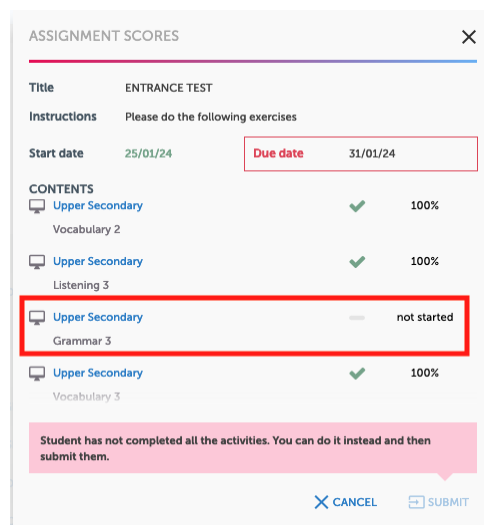 ASSIGNMENT SCORES
Title ENTRANCE TEST
Instructions Please do the following exercises
Start date 25/01/24 Due date 31/01/24
CONTENTS
Upper Secondary 100%
Vocabulary 2
Upper Secondary 100%
Listening 3
Upper Secondary not started
Grammar 3
Upper Secondary 100%
Vocabulary 3
Student has not completed all the activities. You can do it instead and then
submit them.
CANCEL SUBMIT